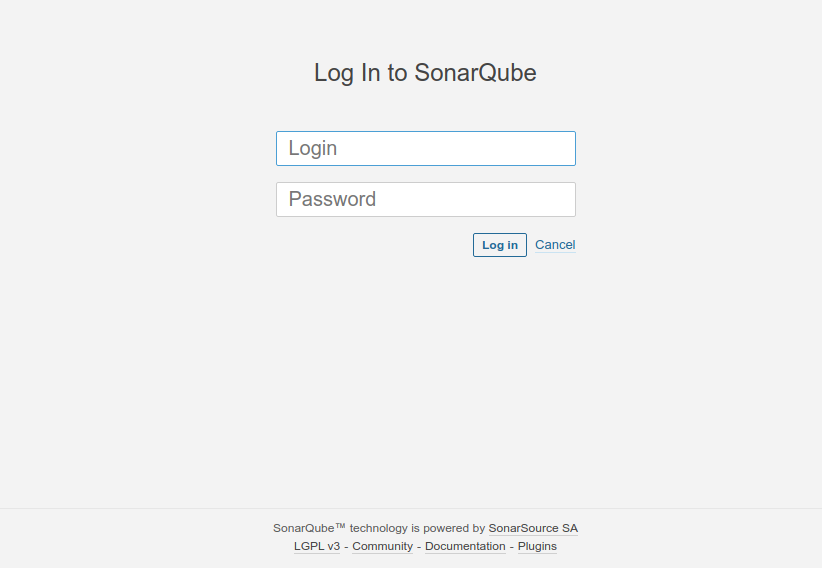 Log In to SonarQube
Login
Password
Log in Cancel
SonarQube™ technology is powered by SonarSource SA
LGPL v3 - Community - Documentation - Plugins